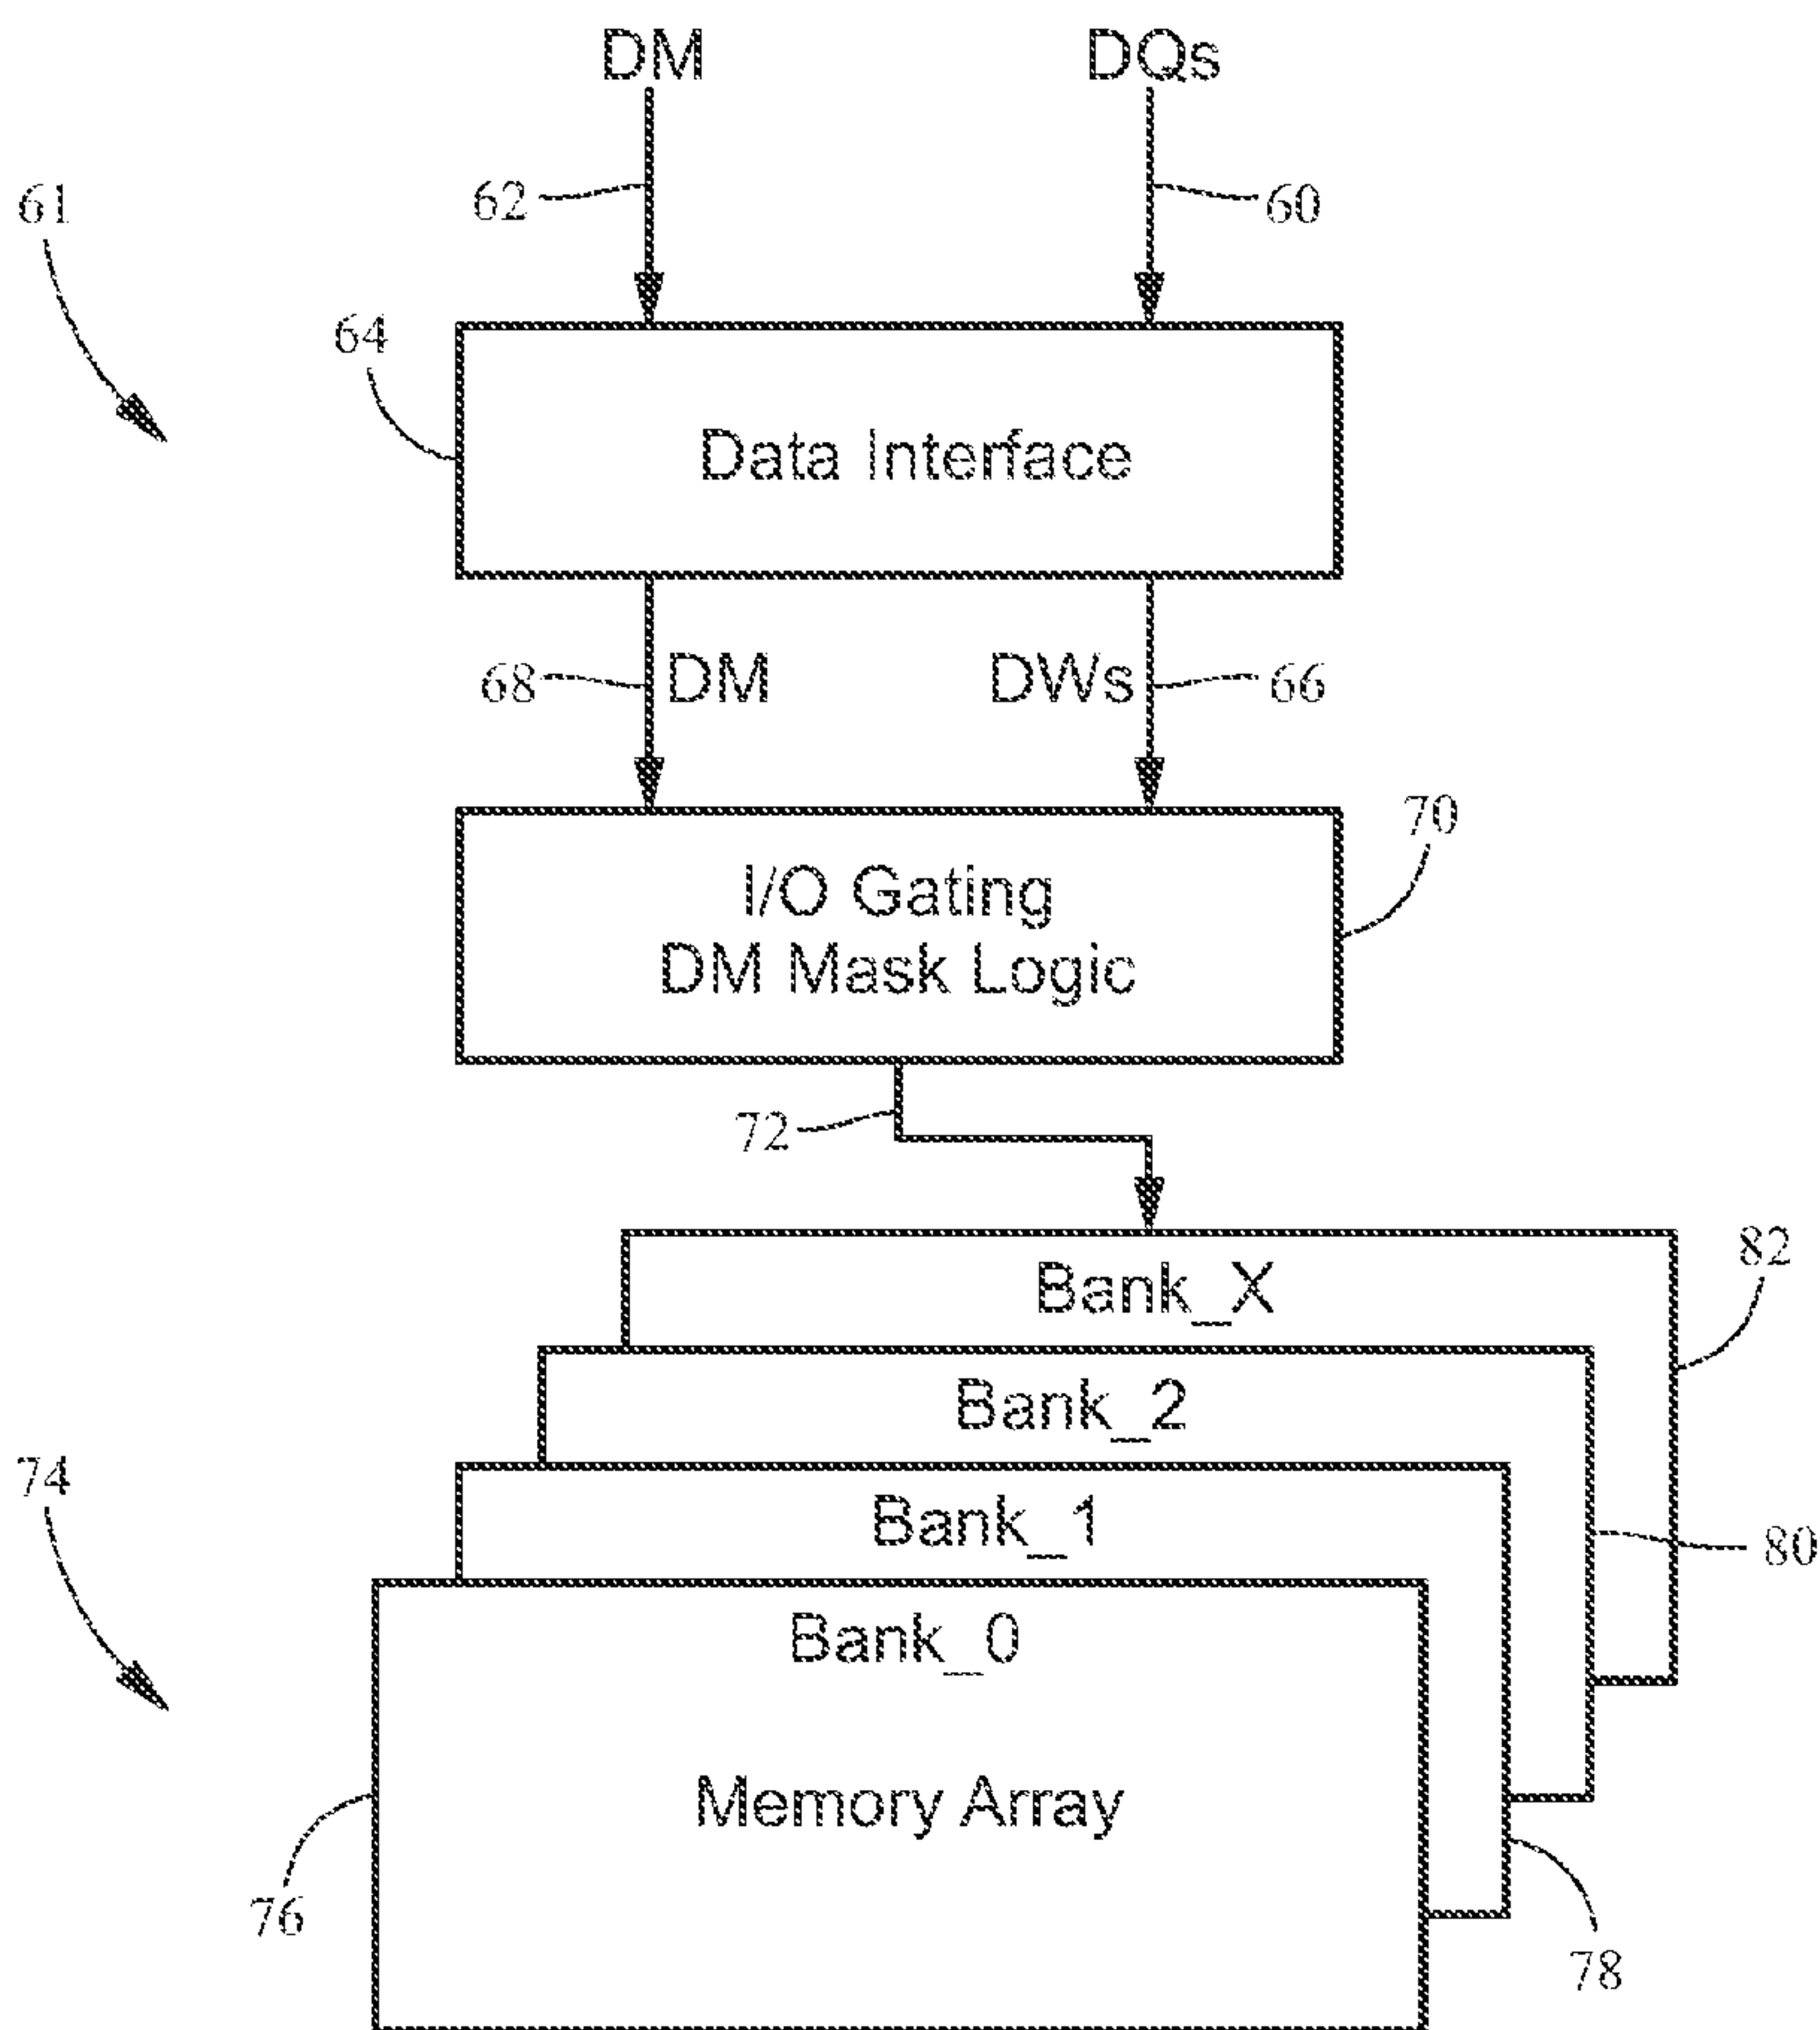 DM DQs
61
62 60
64
Data Interface
68 DM DWs 66
70
I/O Gating
DM Mask Logic
72
82
Bank_X
Bank_2
74
Bank_1
80
Bank_0
Memory Array
76
78